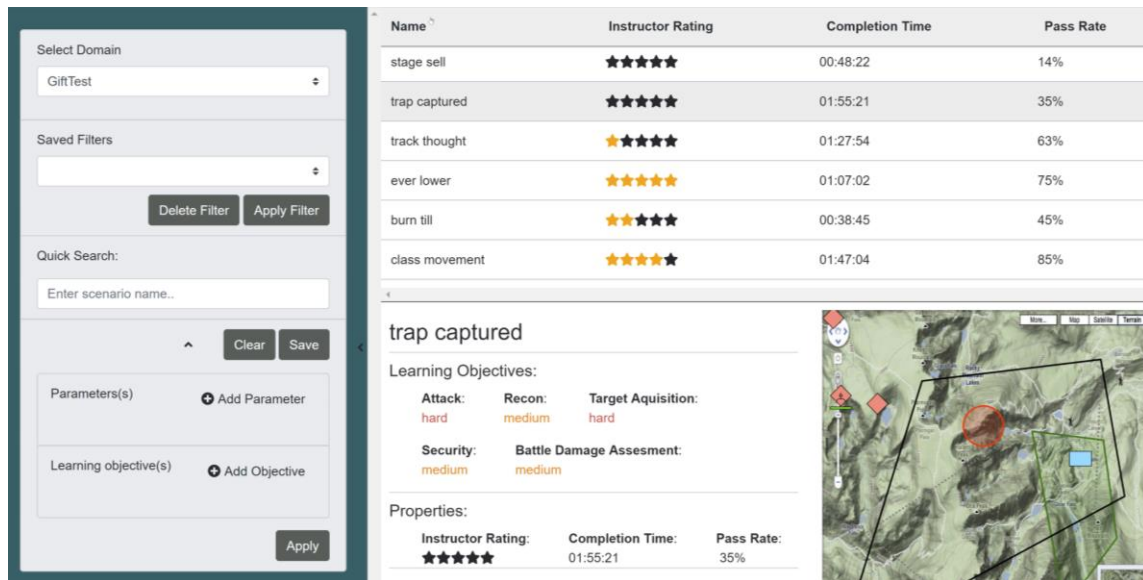 Select Domain
GiftTest
Saved Filters
Delete Filter Apply Filter
Quick Search:
Enter scenario name..
Clear Save
Parameters(s) Add Parameter
Learning objective(s) Add Objective
Apply
Name Instructor Rating Completion Time Pass Rate
stage sell 00:48:22 14%
trap captured 01:55:21 35%
track thought 01:27:54 63%
ever lower 01:07:02 75%
burn till 00:38:45 45%
class movement 01:47:04 85%
trap captured
Learning Objectives:
Attack: Recon: Target Aquisition:
hard medium hard
Security: Battle Damage Assesment:
medium medium
Properties:
Instructor Rating: Completion Time: Pass Rate:
01:55:21 35%
More... Map Satellite Terrain
Lakes
1
1